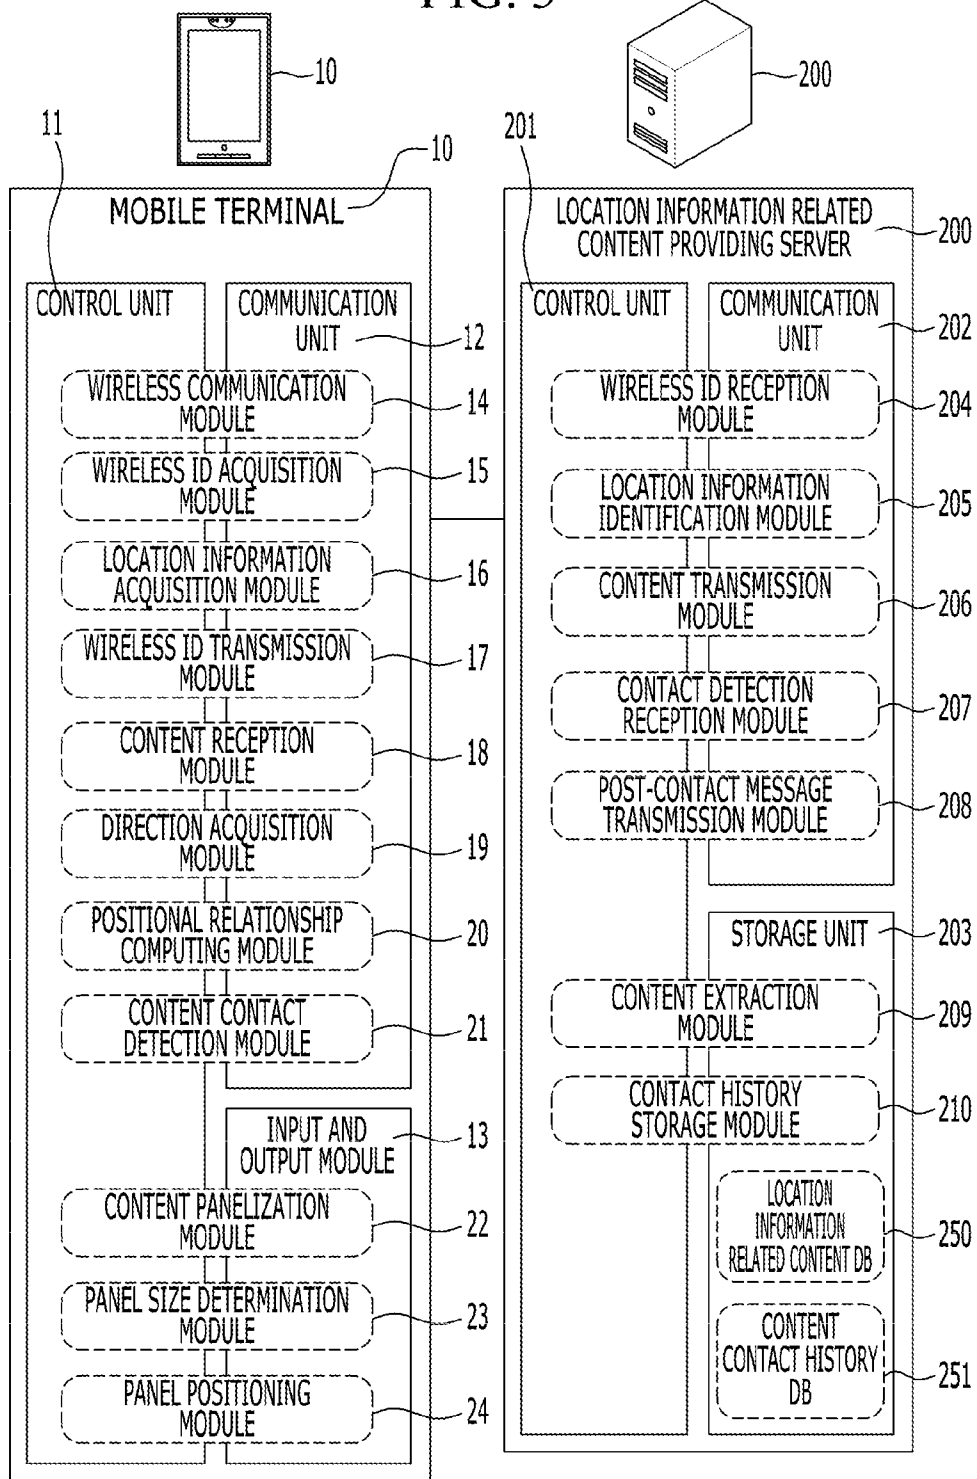 FIG. 3
10
200
11
10
201
MOBILE TERMINAL
CONTROL UNIT
COMMUNICATION
UNIT
12
WIRELESS COMMUNICATION
MODULE
14
WIRELESS ID ACQUISITION
MODULE
15
LOCATION INFORMATION
ACQUISITION MODULE
16
WIRELESS ID TRANSMISSION
MODULE
17
CONTENT RECEPTION
MODULE
18
DIRECTION ACQUISITION
MODULE
19
POSITIONAL RELATIONSHIP
COMPUTING MODULE
20
CONTENT CONTACT
DETECTION MODULE
21
INPUT AND
OUTPUT MODULE
13
CONTENT PANELIZATION
MODULE
22
PANEL SIZE DETERMINATION
MODULE
23
PANEL POSITIONING
MODULE
24
LOCATION INFORMATION RELATED
CONTENT PROVIDING SERVER
200
CONTROL UNIT
COMMUNICATION
UNIT
202
WIRELESS ID RECEPTION
MODULE
204
LOCATION INFORMATION
IDENTIFICATION MODULE
205
CONTENT TRANSMISSION
MODULE
206
CONTACT DETECTION
RECEPTION MODULE
207
POST-CONTACT MESSAGE
TRANSMISSION MODULE
208
STORAGE UNIT
203
CONTENT EXTRACTION
MODULE
209
CONTACT HISTORY
STORAGE MODULE
210
LOCATION
INFORMATION
RELATED CONTENT DB
250
CONTENT
CONTACT HISTORY
DB
251